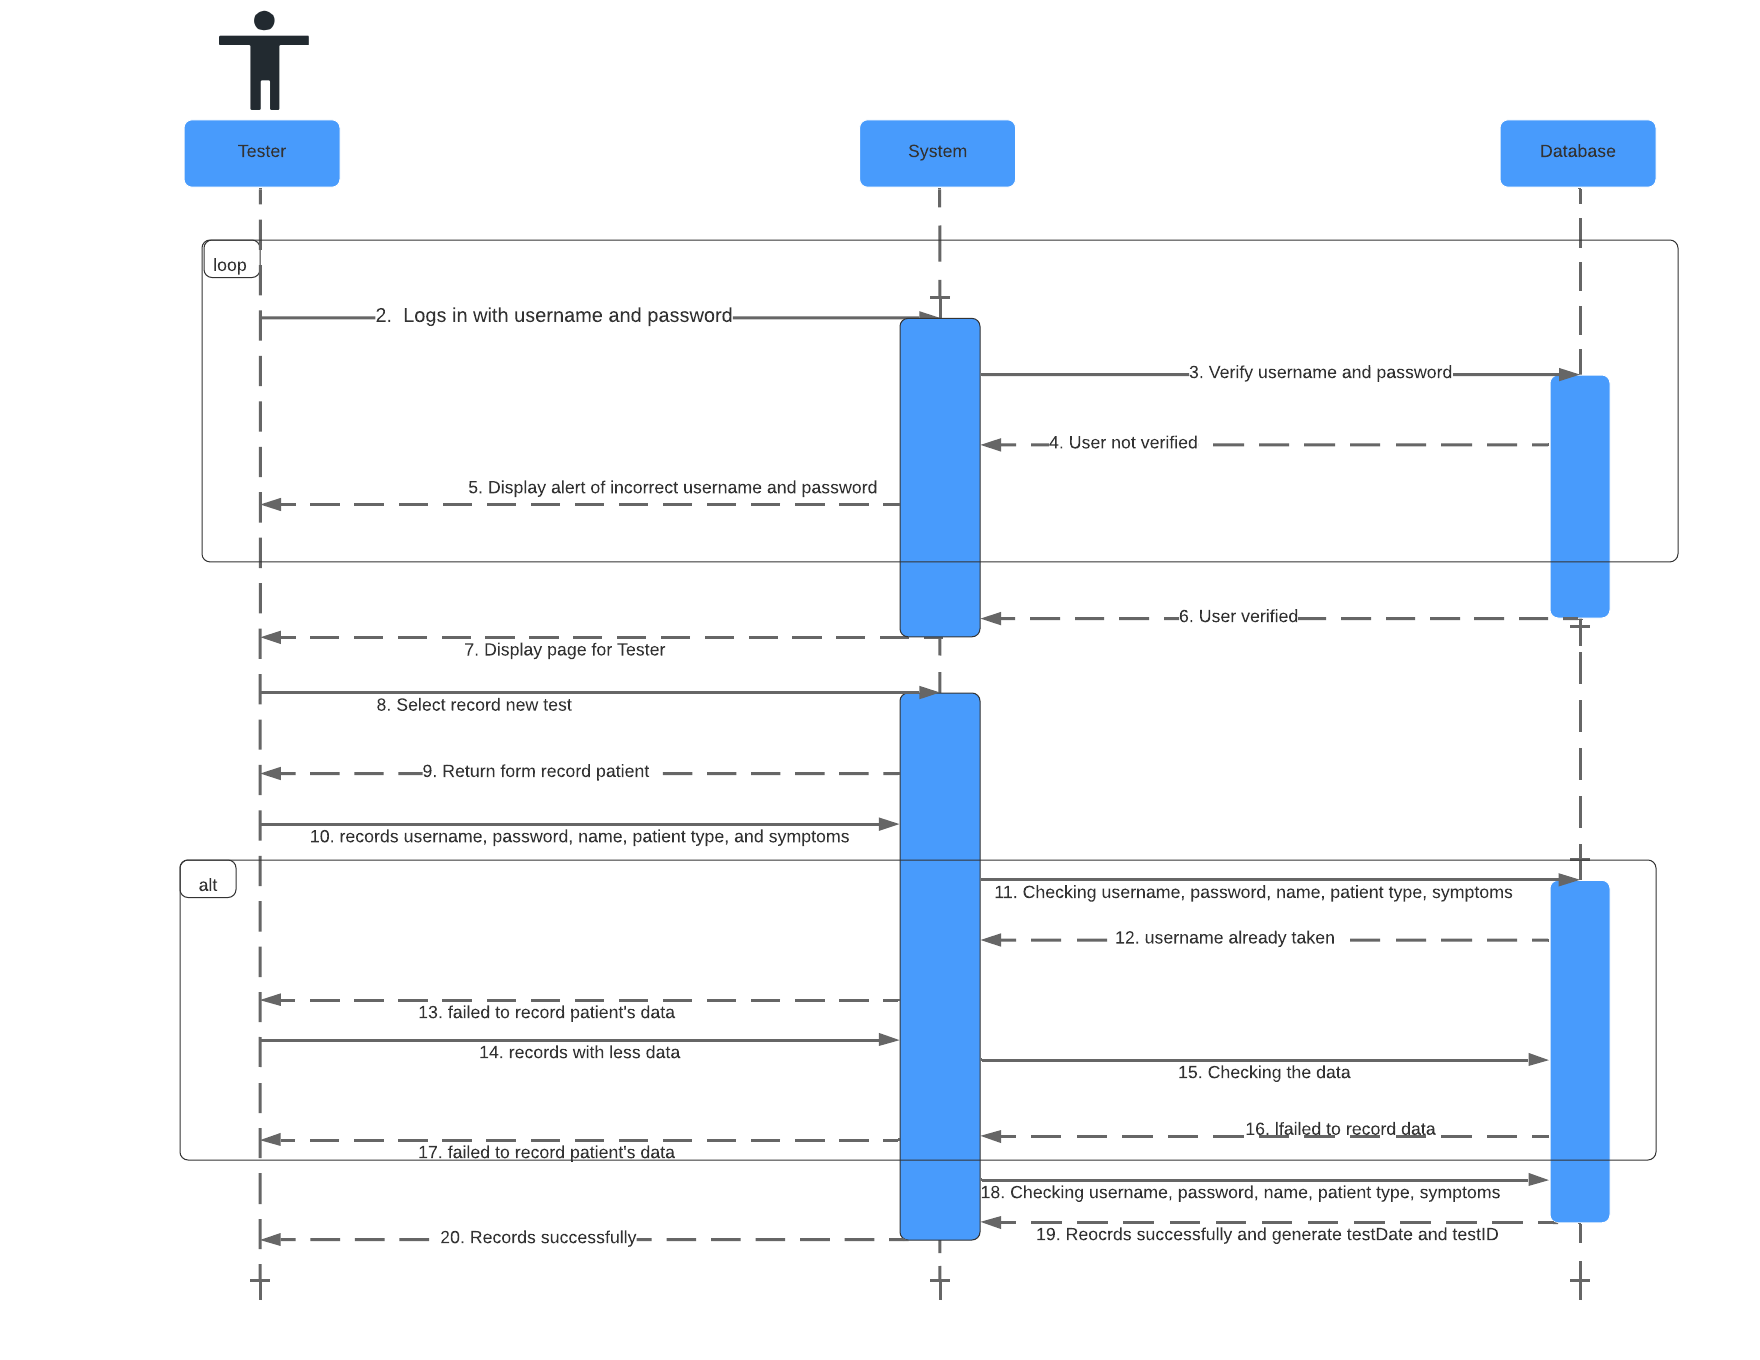 Tester
System
Database
loop
2. Logs in with username and password
3. Verify username and password
4. User not verified
5. Display alert of incorrect username and password
6. User verified
7. Display page for Tester
8. Select record new test
9. Return form record patient
10. records username, password, name, patient type, and symptoms
alt
11. Checking username, password, name, patient type, symptoms
12. username already taken
13. failed to record patient's data
14. records with less data
15. Checking the data
16. lfailed to record data
17. failed to record patient's data
18. Checking username, password, name, patient type, symptoms
19. Reocrds successfully and generate testDate and testID
20. Records successfully